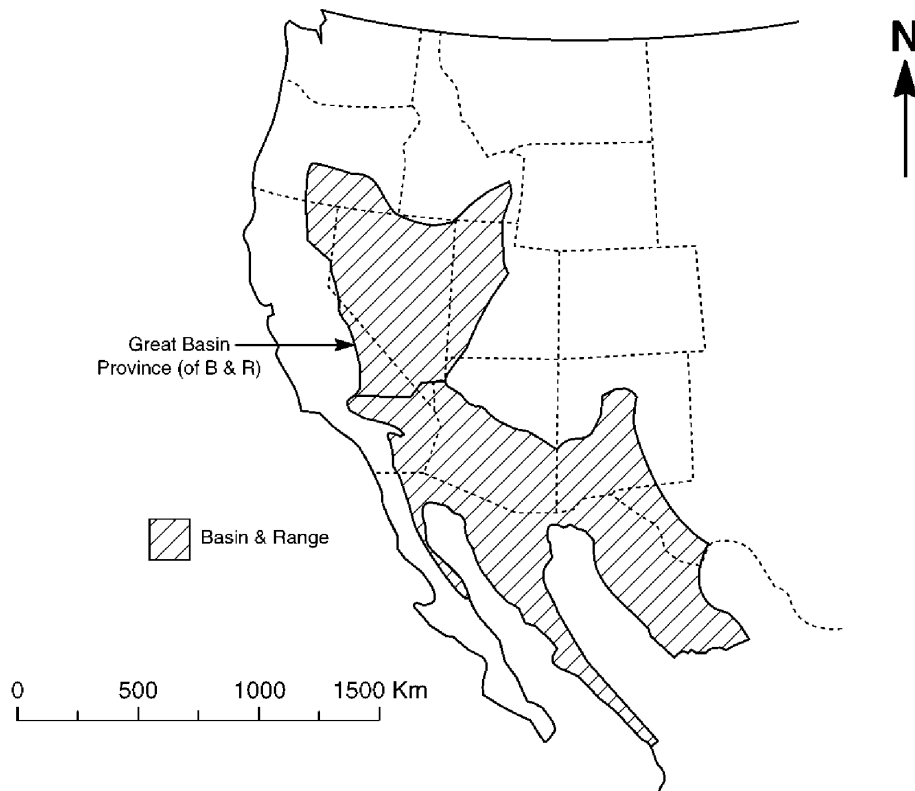 N
Great Basin
Province (of B & R)
Basin & Range
0 500 1000 1500 Km